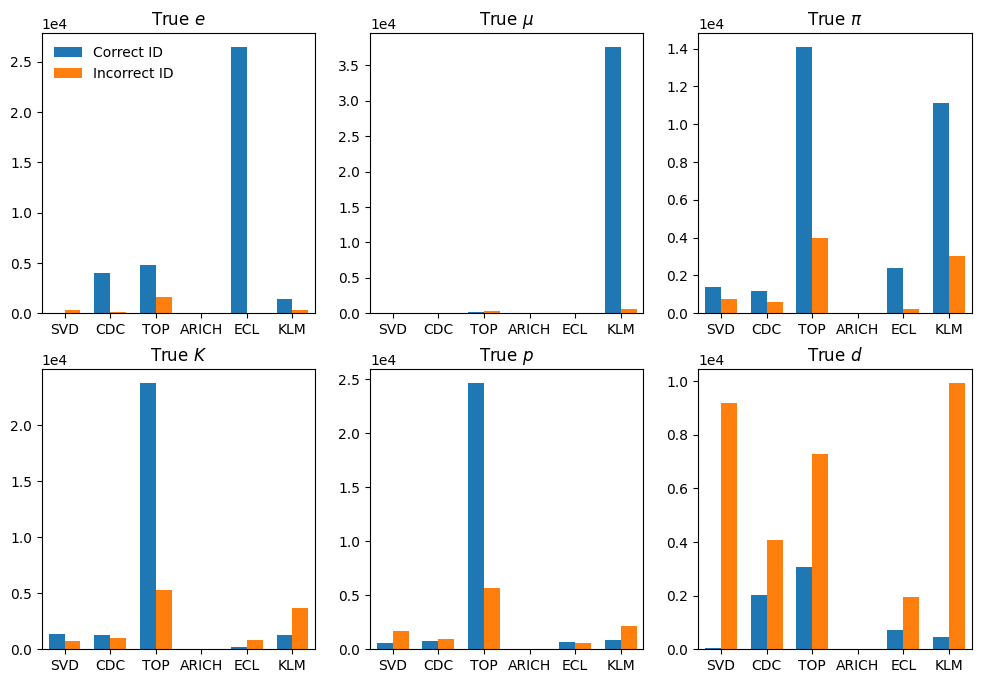 True e
1e4
Correct ID
Incorrect ID
2.5
2.0
1.5
1.0
0.5
0.0
SVD CDC TOP ARICH ECL KLM
True μ
1e4
3.5
3.0
2.5
2.0
1.5
1.0
0.5
0.0
SVD CDC TOP ARICH ECL KLM
True π
1e4
1.4
1.2
1.0
0.8
0.6
0.4
0.2
0.0
SVD CDC TOP ARICH ECL KLM
True K
1e4
2.0
1.5
1.0
0.5
0.0
SVD CDC TOP ARICH ECL KLM
True p
1e4
2.5
2.0
1.5
1.0
0.5
0.0
SVD CDC TOP ARICH ECL KLM
True d
1e4
1.0
0.8
0.6
0.4
0.2
0.0
SVD CDC TOP ARICH ECL KLM